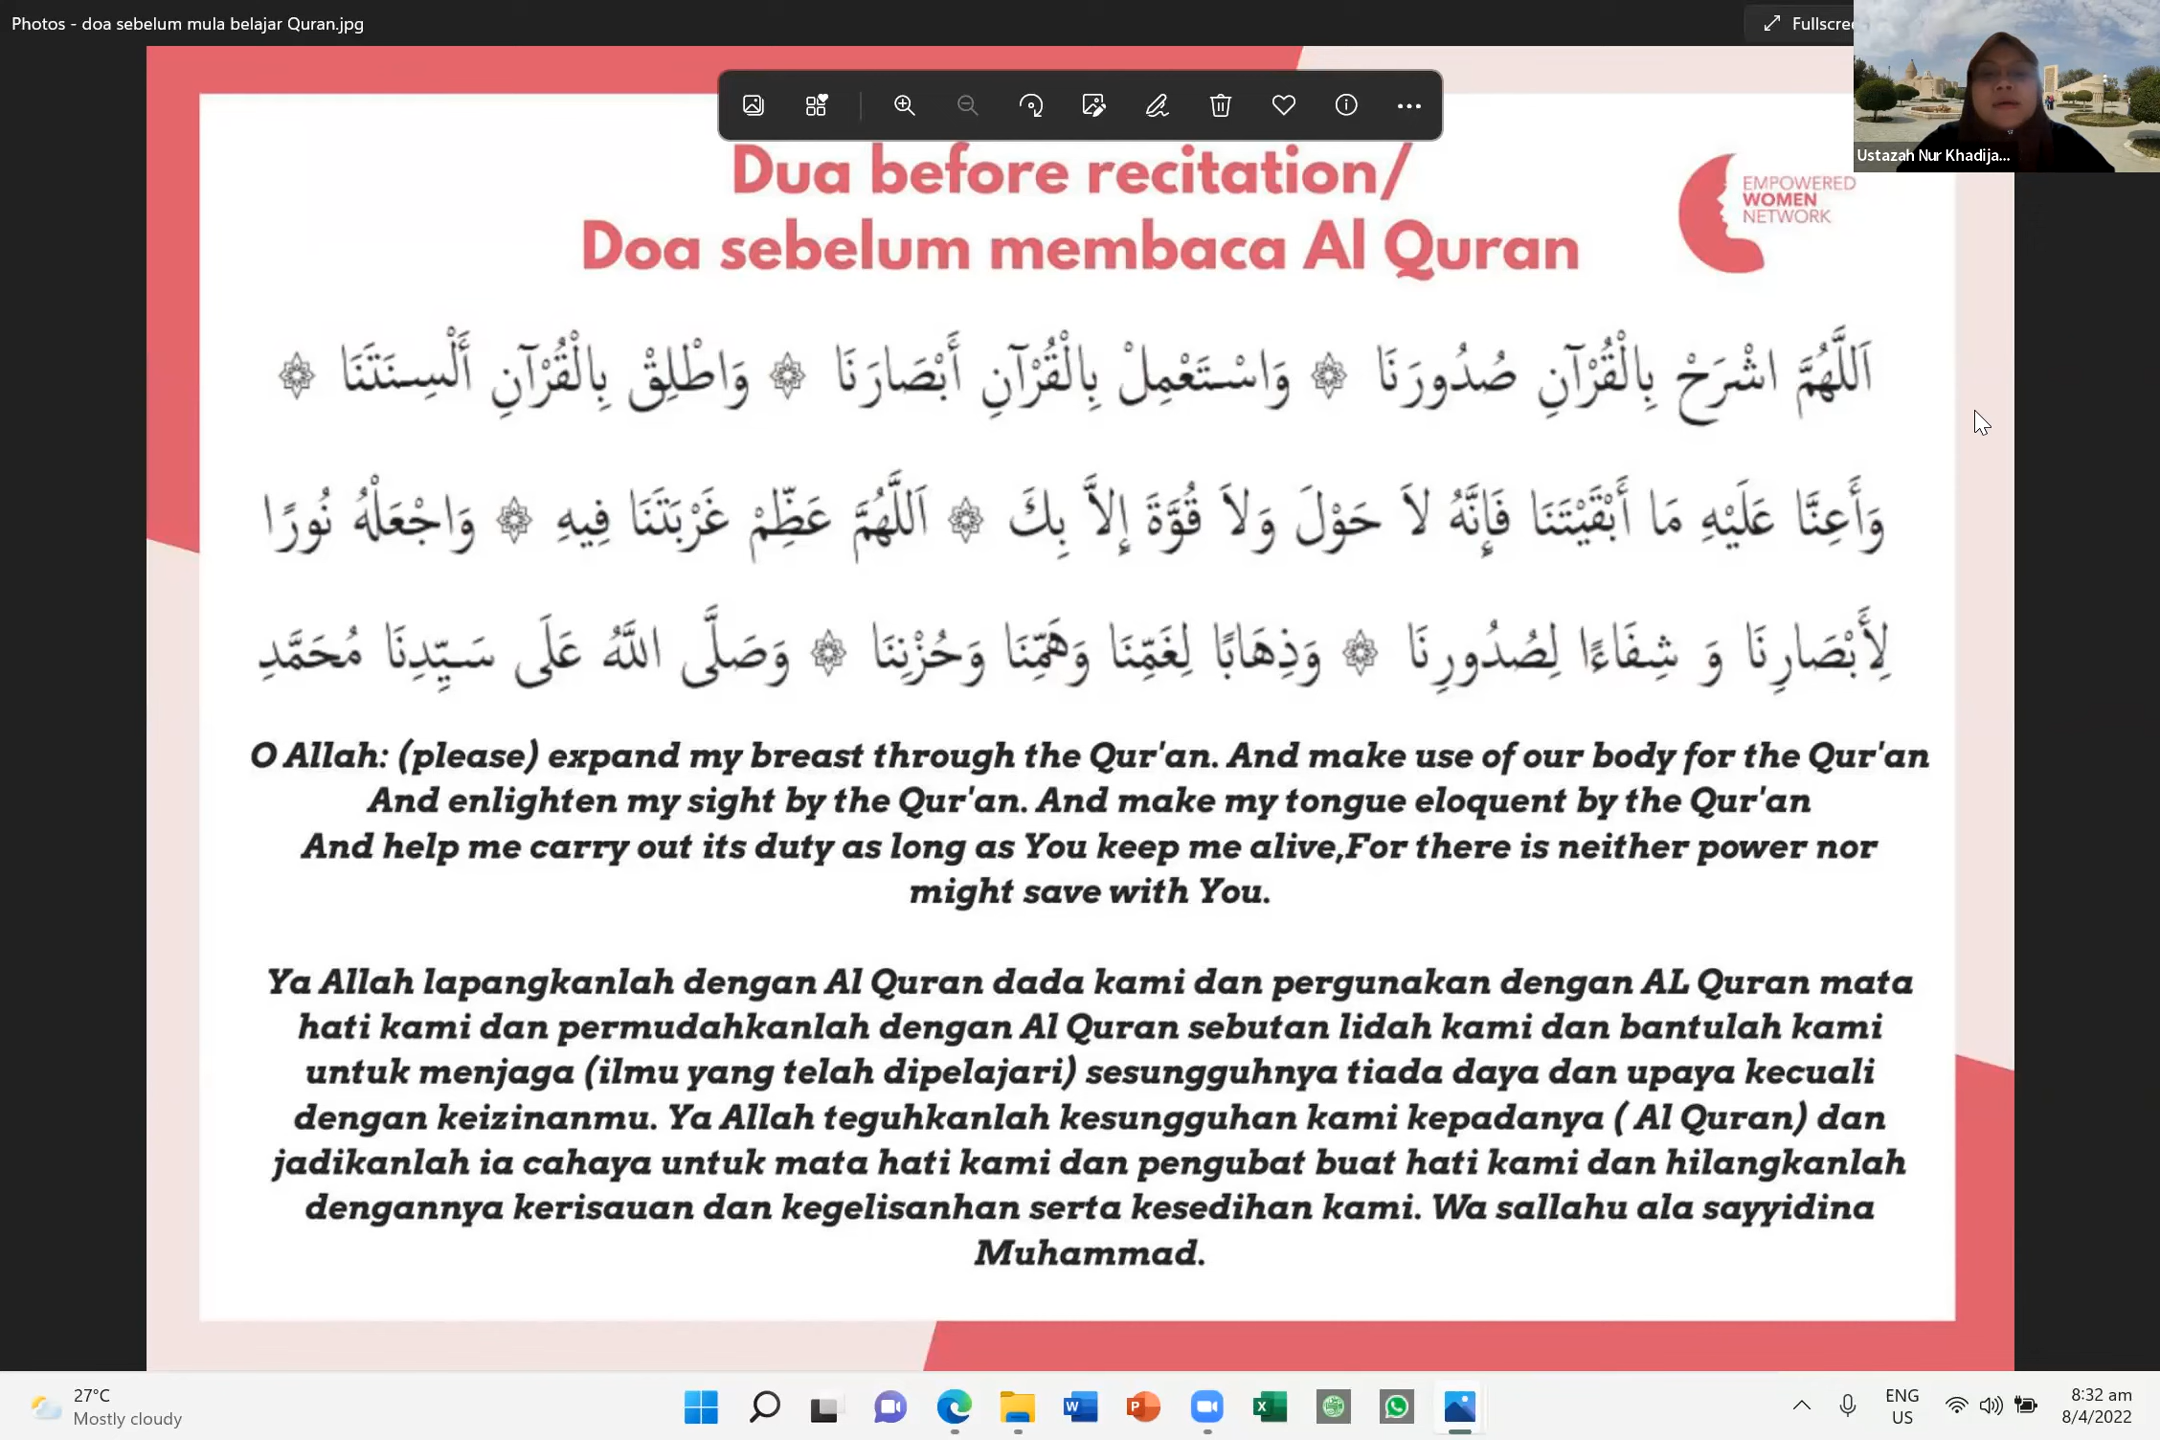 Photos - doa sebelum mula belajar Quran.jpg
Ustazah Nur Khadija...
Dua before recitation/
Doa sebelum membaca Al Quran
EMPOWERED
WOMEN
NETWORK
اَللَّهُمَّ اشْرَحْ بِالْقُرْآنِ صُدُورَنَا ۞ وَاسْتَعْمِلْ بِالْقُرْآنِ أَبْصَارَنَا ۞ وَاطْلِقْ بِالْقُرْآنِ أَلْسِنَتَنَا ۞
وَأَعِنَّا عَلَيْهِ مَا أَبْقَيْتَنَا فَإِنَّهُ لاَ حَوْلَ وَلاَ قُوَّةَ إِلاَّ بِكَ ۞ اَللَّهُمَّ عَظِّمْ غَرْبَتَنَا فِيهِ ۞ وَاجْعَلْهُ نُورًا
لِأَبْصَارِنَا وَ شِفَاءًا لِصُدُورِنَا ۞ وَذِهَابًا لِغَمِّنَا وَهَمِّنَا وَحُزْنِنَا ۞ وَصَلَّى اللَّهُ عَلَى سَيِّدِنَا مُحَمَّدِ
O Allah: (please) expand my breast through the Qur'an. And make use of our body for the Qur'an
And enlighten my sight by the Qur'an. And make my tongue eloquent by the Qur'an
And help me carry out its duty as long as You keep me alive,For there is neither power nor
might save with You.
Ya Allah lapangkanlah dengan Al Quran dada kami dan pergunakan dengan AL Quran mata
hati kami dan permudahkanlah dengan Al Quran sebutan lidah kami dan bantulah kami
untuk menjaga (ilmu yang telah dipelajari) sesungguhnya tiada daya dan upaya kecuali
dengan keizinanmu. Ya Allah teguhkanlah kesungguhan kami kepadanya ( Al Quran) dan
jadikanlah ia cahaya untuk mata hati kami dan pengubat buat hati kami dan hilangkanlah
dengannya kerisauan dan kegelisanhan serta kesedihan kami. Wa sallahu ala sayyidina
Muhammad.
27°C
Mostly cloudy
ENG
US
8:32 am
8/4/2022